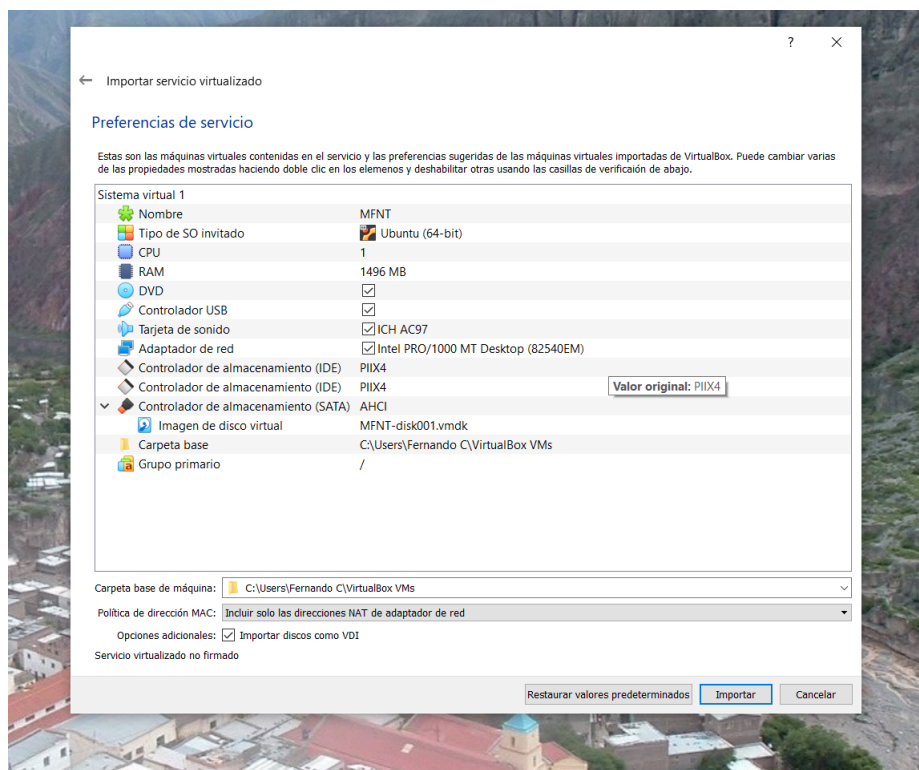 ?
Importar servicio virtualizado
Preferencias de servicio
Estas son las máquinas virtuales contenidas en el servicio y las preferencias sugeridas de las máquinas virtuales importadas de VirtualBox. Puede cambiar varias
de las propiedades mostradas haciendo doble clic en los elemenos y deshabilitar otras usando las casillas de verificaión de abajo.
Sistema virtual 1
Nombre MFNT
Tipo de SO invitado Ubuntu (64-bit)
CPU 1
RAM 1496 MB
DVD
Controlador USB
Tarjeta de sonido ICH AC97
Adaptador de red Intel PRO/1000 MT Desktop (82540EM)
Controlador de almacenamiento (IDE) PIIX4
Controlador de almacenamiento (IDE) PIIX4 Valor original: PIIX4
Controlador de almacenamiento (SATA) AHCI
Imagen de disco virtual MFNT-disk001.vmdk
Carpeta base C:\Users\Fernando C\VirtualBox VMs
Grupo primario /
Carpeta base de máquina: C:\Users\Fernando C\VirtualBox VMs
Política de dirección MAC: Incluir solo las direcciones NAT de adaptador de red
Opciones adicionales: Importar discos como VDI
Servicio virtualizado no firmado
Restaurar valores predeterminados Importar Cancelar